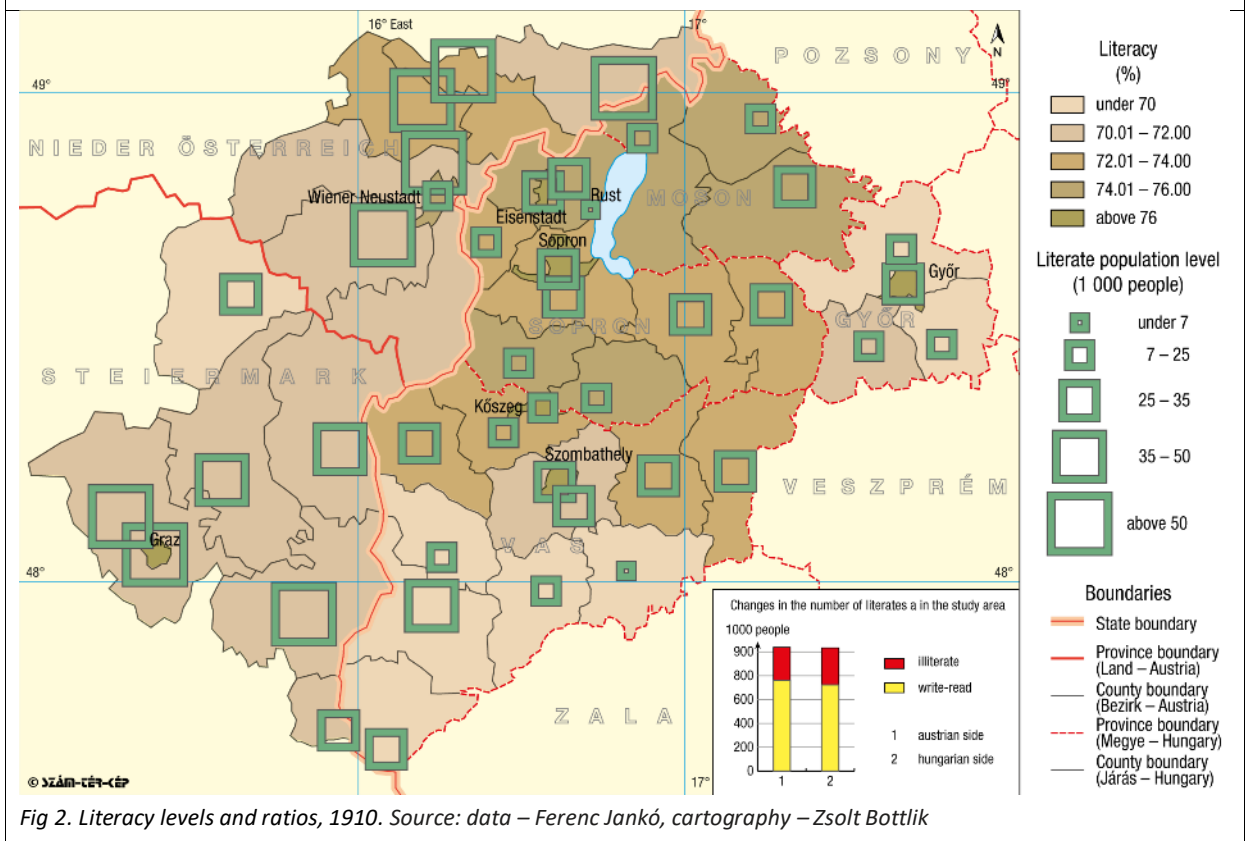 16° East
17°
N
POZSONY
49°
49°
NIEDER ÖSTERREICH
Wiener Neustadt
Rust
MOSON
Eisenstadt
Sopron
Győr
SOPRON
GYŐR
STEIERMARK
Kőszeg
Szombathely
VESZPRÉM
Graz
VAS
48°
48°
ZALA
17°
© SZÁM-TÉR-KÉP
Changes in the number of literates a in the study area
1000 people
900
800
600
400
200
0
1
2
illiterate
write-read
1 austrian side
2 hungarian side
Literacy
(%)
under 70
70.01 – 72.00
72.01 – 74.00
74.01 – 76.00
above 76
Literate population level
(1 000 people)
under 7
7 – 25
25 – 35
35 – 50
above 50
Boundaries
State boundary
Province boundary
(Land – Austria)
County boundary
(Bezirk – Austria)
Province boundary
(Megye – Hungary)
County boundary
(Járás – Hungary)
Fig 2. Literacy levels and ratios, 1910. Source: data – Ferenc Jankó, cartography – Zsolt Bottlik